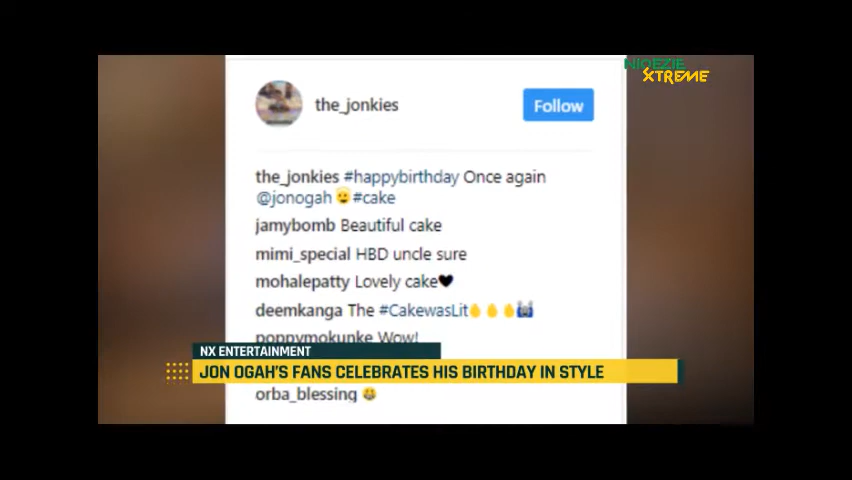 NJOEZIE
XTREME
the_jonkies
Follow
the_jonkies #happybirthday Once again
@jonogah 😀 #cake
jamybomb Beautiful cake
mimi_special HBD uncle sure
mohalepatty Lovely cake🖤
deemkanga The #CakewasLit
poppymokunke Wow!
NX ENTERTAINMENT
JON OGAH'S FANS CELEBRATES HIS BIRTHDAY IN STYLE
orba_blessing 😀